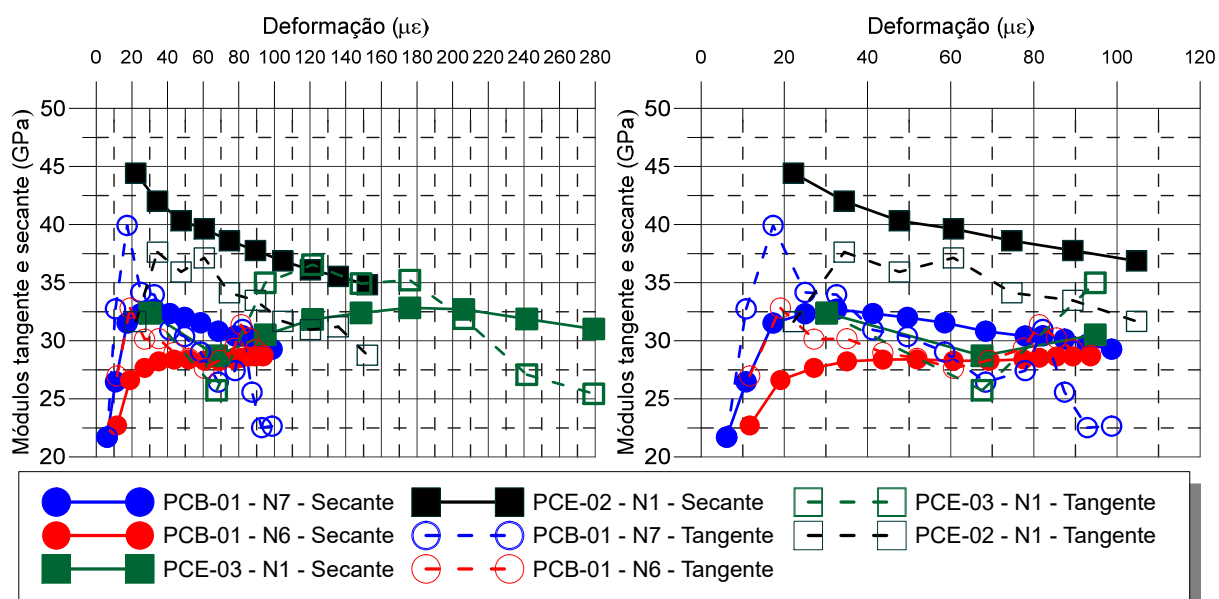 Deformação (με)
0 20 40 60 80 100 120 140 160 180 200 220 240 260 280
50
45
40
35
30
25
20
Módulos tangente e secante (GPa)
Deformação (με)
0 20 40 60 80 100 120
50
45
40
35
30
25
20
Módulos tangente e secante (GPa)
PCB-01 - N7 - Secante
PCB-01 - N6 - Secante
PCE-03 - N1 - Secante
PCE-02 - N1 - Secante
PCB-01 - N7 - Tangente
PCB-01 - N6 - Tangente
PCE-03 - N1 - Tangente
PCE-02 - N1 - Tangente